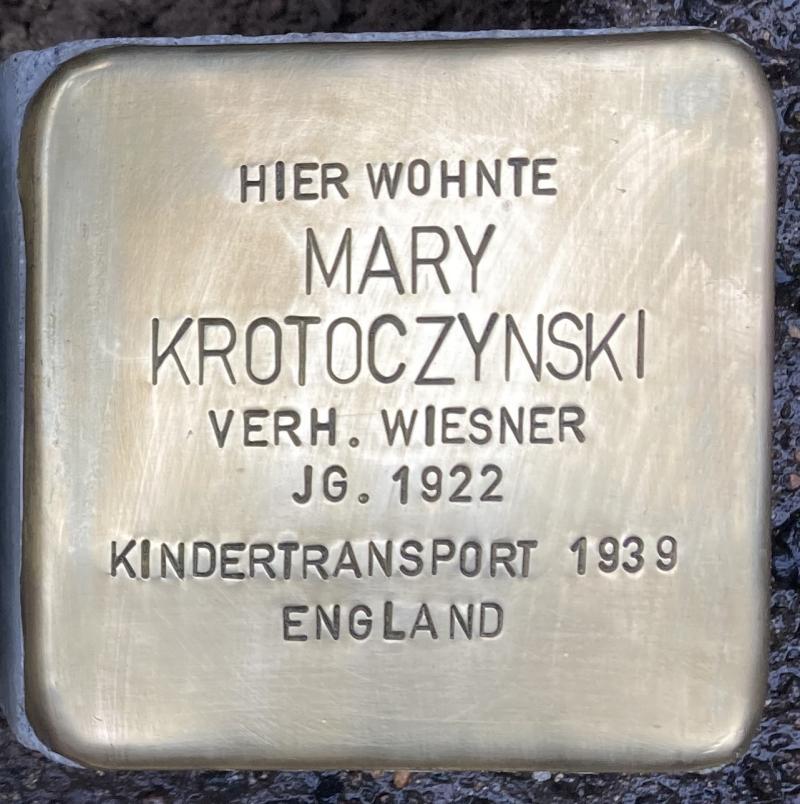 HIER WOHNTE
MARY
KROTOCZYNSKI
VERH. WIESNER
JG. 1922
KINDERTRANSPORT 1939
ENGLAND